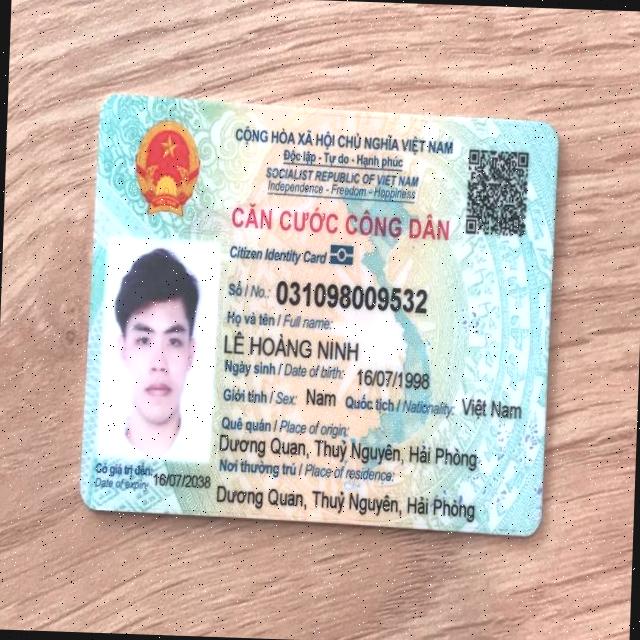 CỘNG HÒA XÃ HỘI CHỦ NGHĨA VIỆT NAM
Độc lập - Tự do - Hạnh phúc
SOCIALIST REPUBLIC OF VIET NAM
Independence - Freedom - Happiness
CĂN CƯỚC CÔNG DÂN
Citizen Identity Card
Số / No.: 031098009532
Họ và tên / Full name:
LÊ HOÀNG NINH
Ngày sinh / Date of birth: 16/07/1998
Giới tính / Sex: Nam Quốc tịch / Nationality: Việt Nam
Quê quán / Place of origin:
Dương Quan, Thuỷ Nguyên, Hải Phòng
Nơi thường trú / Place of residence:
Dương Quan, Thuỷ Nguyên, Hải Phòng
Có giá trị đến: 16/07/2038
Date of expiry: